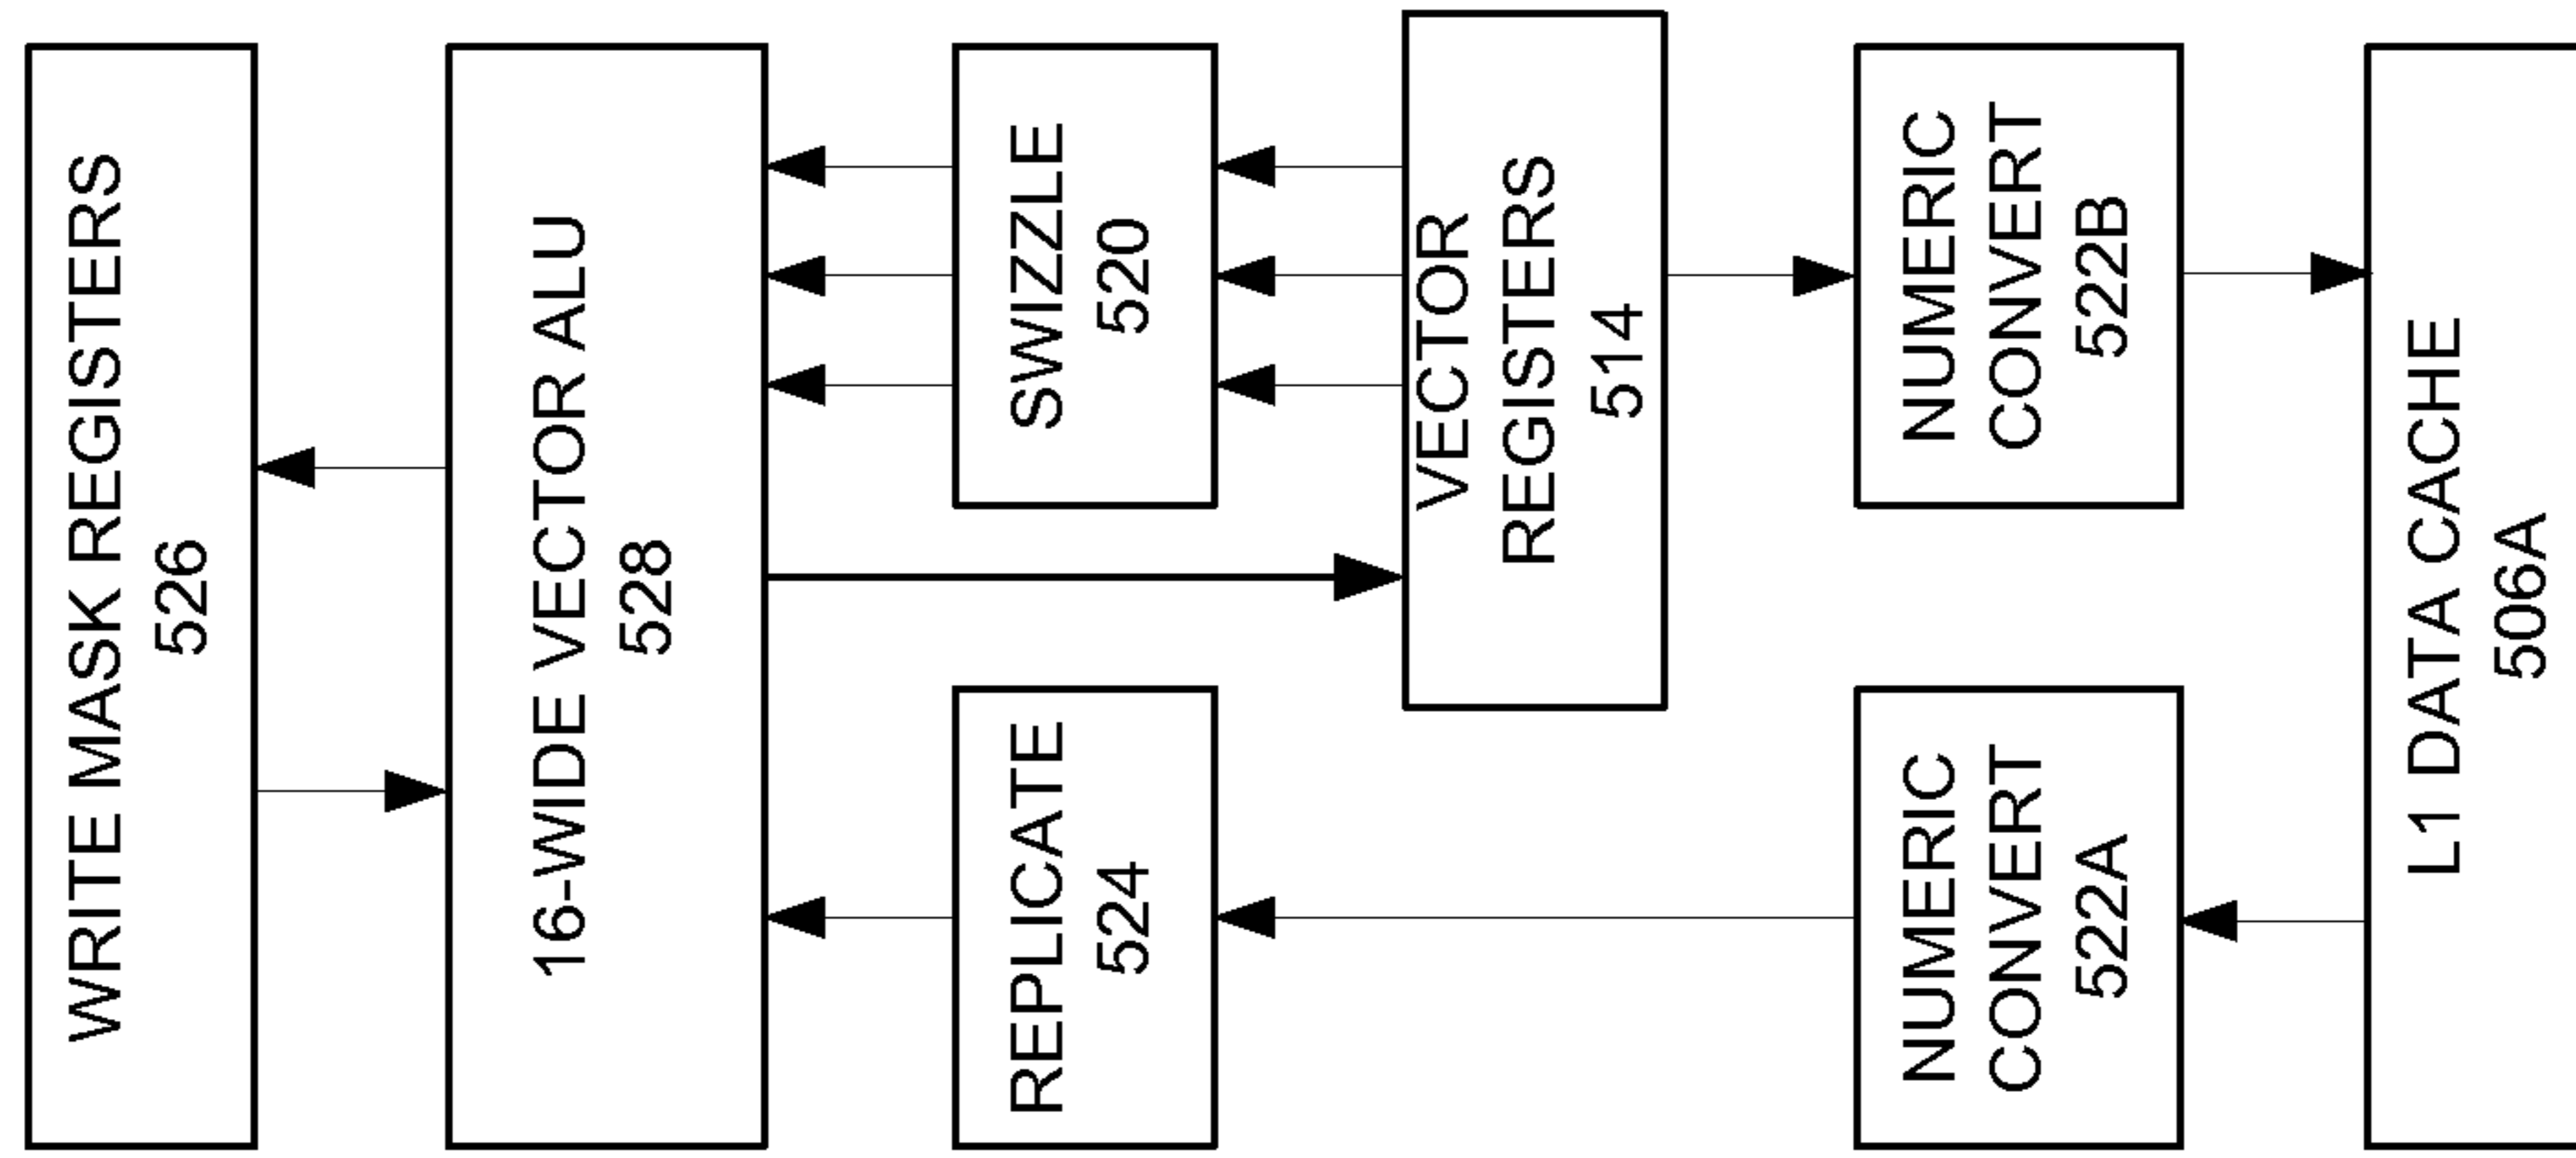 WRITE MASK REGISTERS
526
16-WIDE VECTOR ALU
528
REPLICATE
524
SWIZZLE
520
VECTOR
REGISTERS
514
NUMERIC
CONVERT
522A
NUMERIC
CONVERT
522B
L1 DATA CACHE
506A